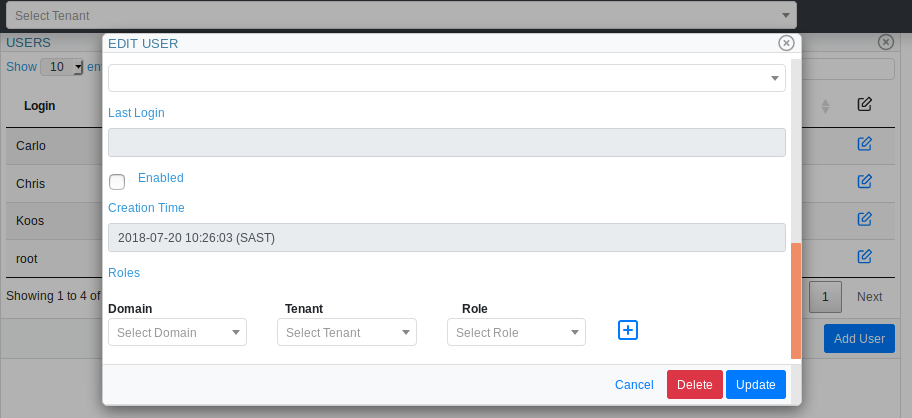 Select Tenant
USERS
EDIT USER
Show 10 en
Login
Last Login
Carlo
Enabled
Chris
Creation Time
Koos
2018-07-20 10:26:03 (SAST)
root
Roles
Showing 1 to 4 of
1 Next
Domain Tenant Role
Select Domain Select Tenant Select Role
Add User
Cancel Delete Update